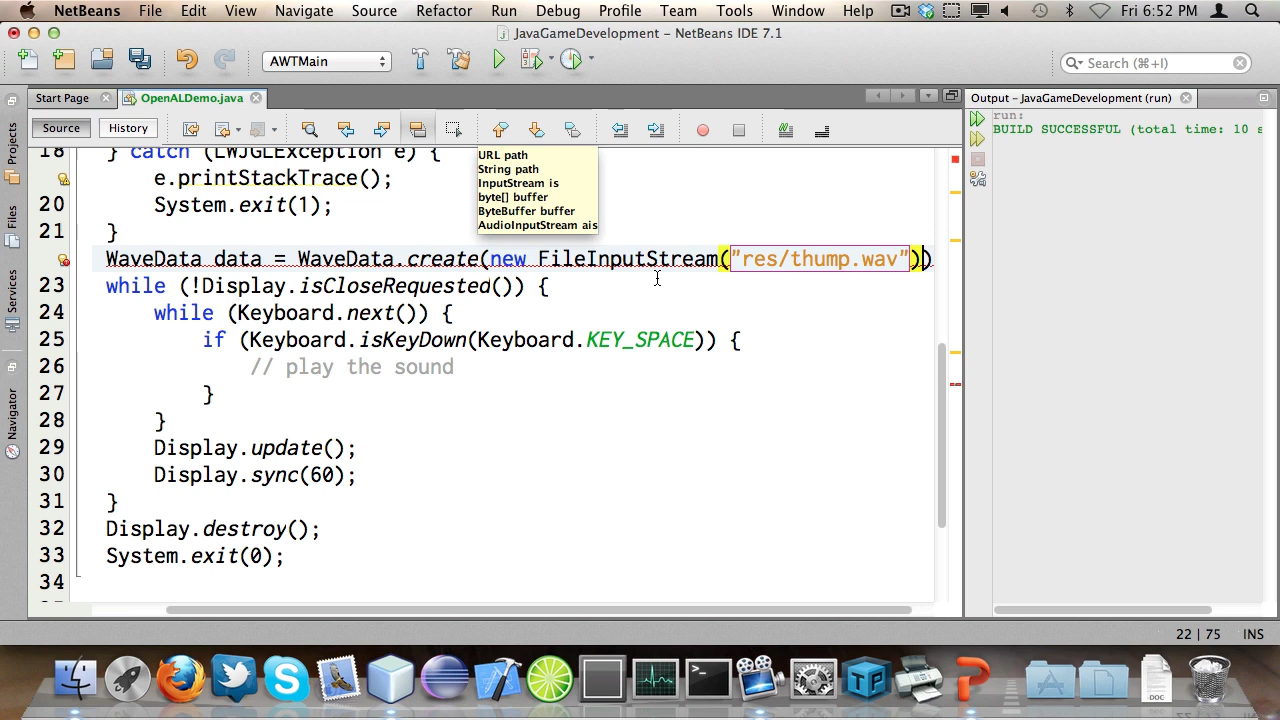 NetBeans File Edit View Navigate Source Refactor Run Debug Profile Team Tools Window Help Fri 6:52 PM
JavaGameDevelopment – NetBeans IDE 7.1
AWTMain
Search (⌘+I)
Start Page
OpenALDemo.java
Output – JavaGameDevelopment (run)
Source History
Projects
Files
Services
Navigator
run:
BUILD SUCCESSFUL (total time: 10 s
URL path
String path
InputStream is
byte[] buffer
ByteBuffer buffer
AudioInputStream ais
18 } catch (LWJGLException e) {
e.printStackTrace();
20 System.exit(1);
21 }
WaveData data = WaveData.create(new FileInputStream("res/thump.wav"))
23 while (!Display.isCloseRequested()) {
24 while (Keyboard.next()) {
25 if (Keyboard.isKeyDown(Keyboard.KEY_SPACE)) {
26 // play the sound
27 }
28 }
29 Display.update();
30 Display.sync(60);
31 }
32 Display.destroy();
33 System.exit(0);
34
22 | 75 INS
DOC